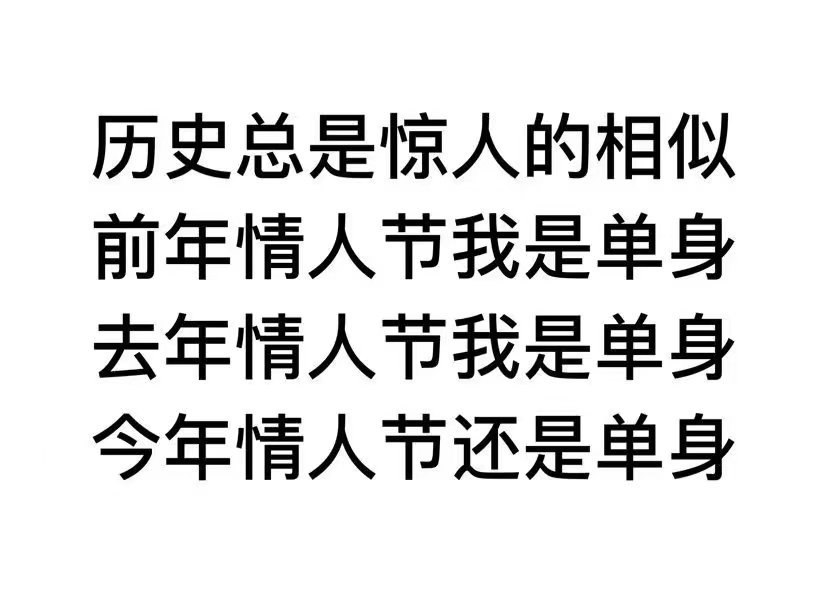 历史总是惊人的相似
前年情人节我是单身
去年情人节我是单身
今年情人节还是单身